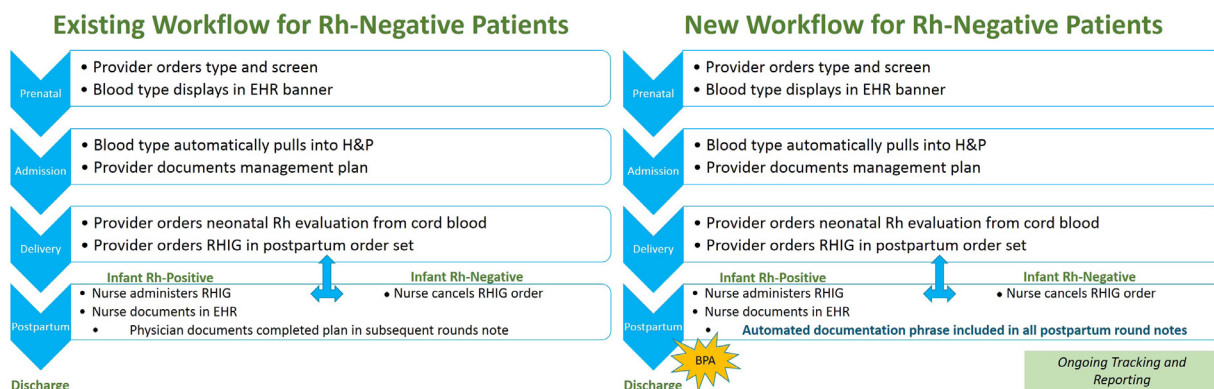 Existing Workflow for Rh-Negative Patients
Prenatal
• Provider orders type and screen
• Blood type displays in EHR banner
Admission
• Blood type automatically pulls into H&P
• Provider documents management plan
Delivery
• Provider orders neonatal Rh evaluation from cord blood
• Provider orders RHIG in postpartum order set
Infant Rh-Positive
Infant Rh-Negative
Postpartum
• Nurse administers RHIG
• Nurse documents in EHR
• Physician documents completed plan in subsequent rounds note
• Nurse cancels RHIG order
Discharge
New Workflow for Rh-Negative Patients
Prenatal
• Provider orders type and screen
• Blood type displays in EHR banner
Admission
• Blood type automatically pulls into H&P
• Provider documents management plan
Delivery
• Provider orders neonatal Rh evaluation from cord blood
• Provider orders RHIG in postpartum order set
Infant Rh-Positive
Infant Rh-Negative
Postpartum
• Nurse administers RHIG
• Nurse documents in EHR
• Automated documentation phrase included in all postpartum round notes
• Nurse cancels RHIG order
BPA
Discharge
Ongoing Tracking and
Reporting